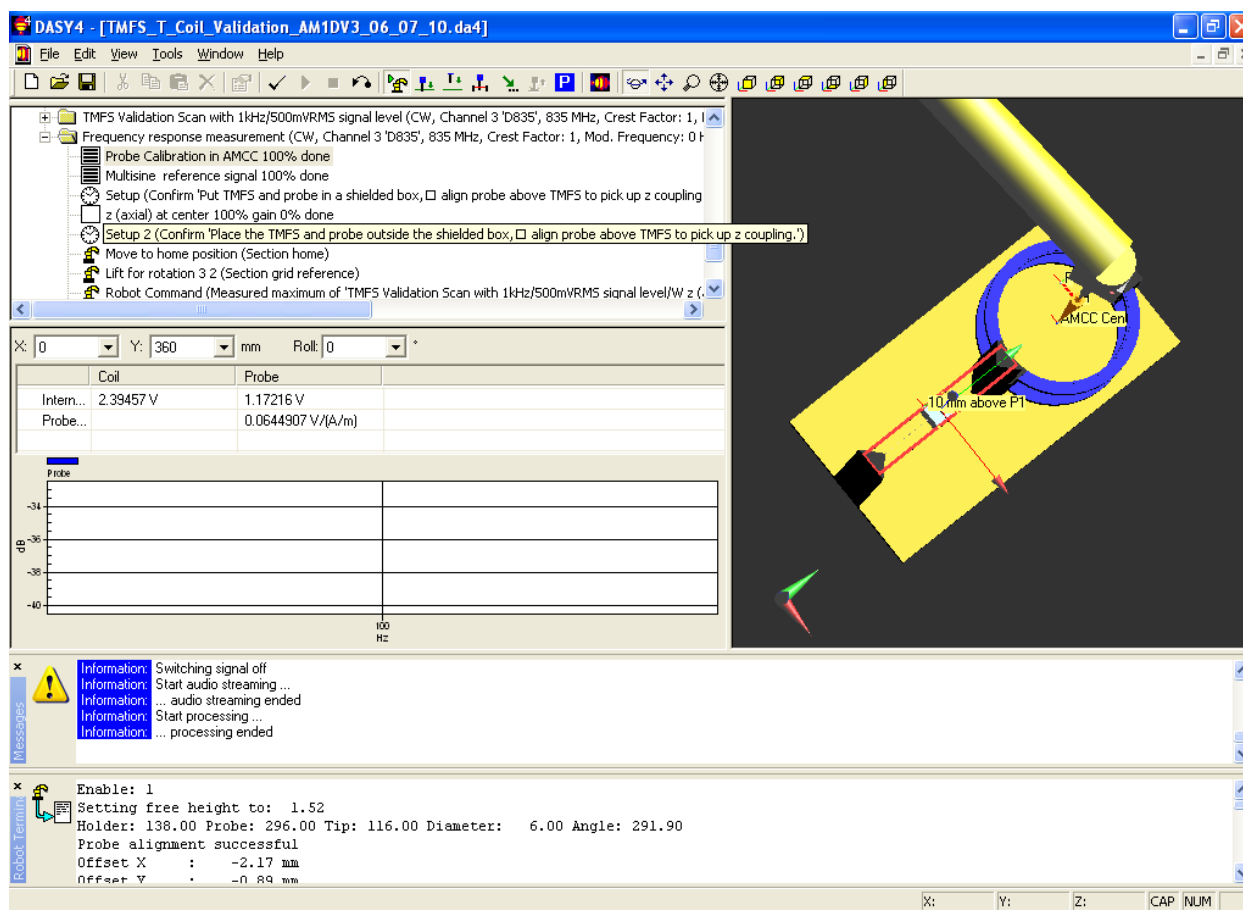 DASY4 - [TMFS_T_Coil_Validation_AM1DV3_06_07_10.da4]
File Edit View Tools Window Help
TMFS Validation Scan with 1kHz/500mVRMS signal level (CW, Channel 3 'D835', 835 MHz, Crest Factor: 1,
Frequency response measurement (CW, Channel 3 'D835', 835 MHz, Crest Factor: 1, Mod. Frequency: 0
Probe Calibration in AMCC 100% done
Multisine reference signal 100% done
Setup (Confirm 'Put TMFS and probe in a shielded box,□ align probe above TMFS to pick up z coupling
z (axial) at center 100% gain 0% done
Setup 2 (Confirm 'Place the TMFS and probe outside the shielded box,□ align probe above TMFS to pick up z coupling.')
Move to home position (Section home)
Lift for rotation 3 2 (Section grid reference)
Robot Command (Measured maximum of 'TMFS Validation Scan with 1kHz/500mVRMS signal level/W z (.
AMCC Cen
10 mm above P1
X: 0 Y: 360 mm Roll: 0 °
Coil Probe
Intern... 2.39457 V 1.17216 V
Probe... 0.0644907 V/(A/m)
Probe
-34
-36
dB
-38
-40
100
Hz
Messages
Information: Switching signal off
Information: Start audio streaming ...
Information: ... audio streaming ended
Information: Start processing ...
Information: ... processing ended
Robot Termin
Enable: 1
Setting free height to: 1.52
Holder: 138.00 Probe: 296.00 Tip: 116.00 Diameter: 6.00 Angle: 291.90
Probe alignment successful
Offset X : -2.17 mm
Offset Y : -0.89 mm
X: Y: Z: CAP NUM